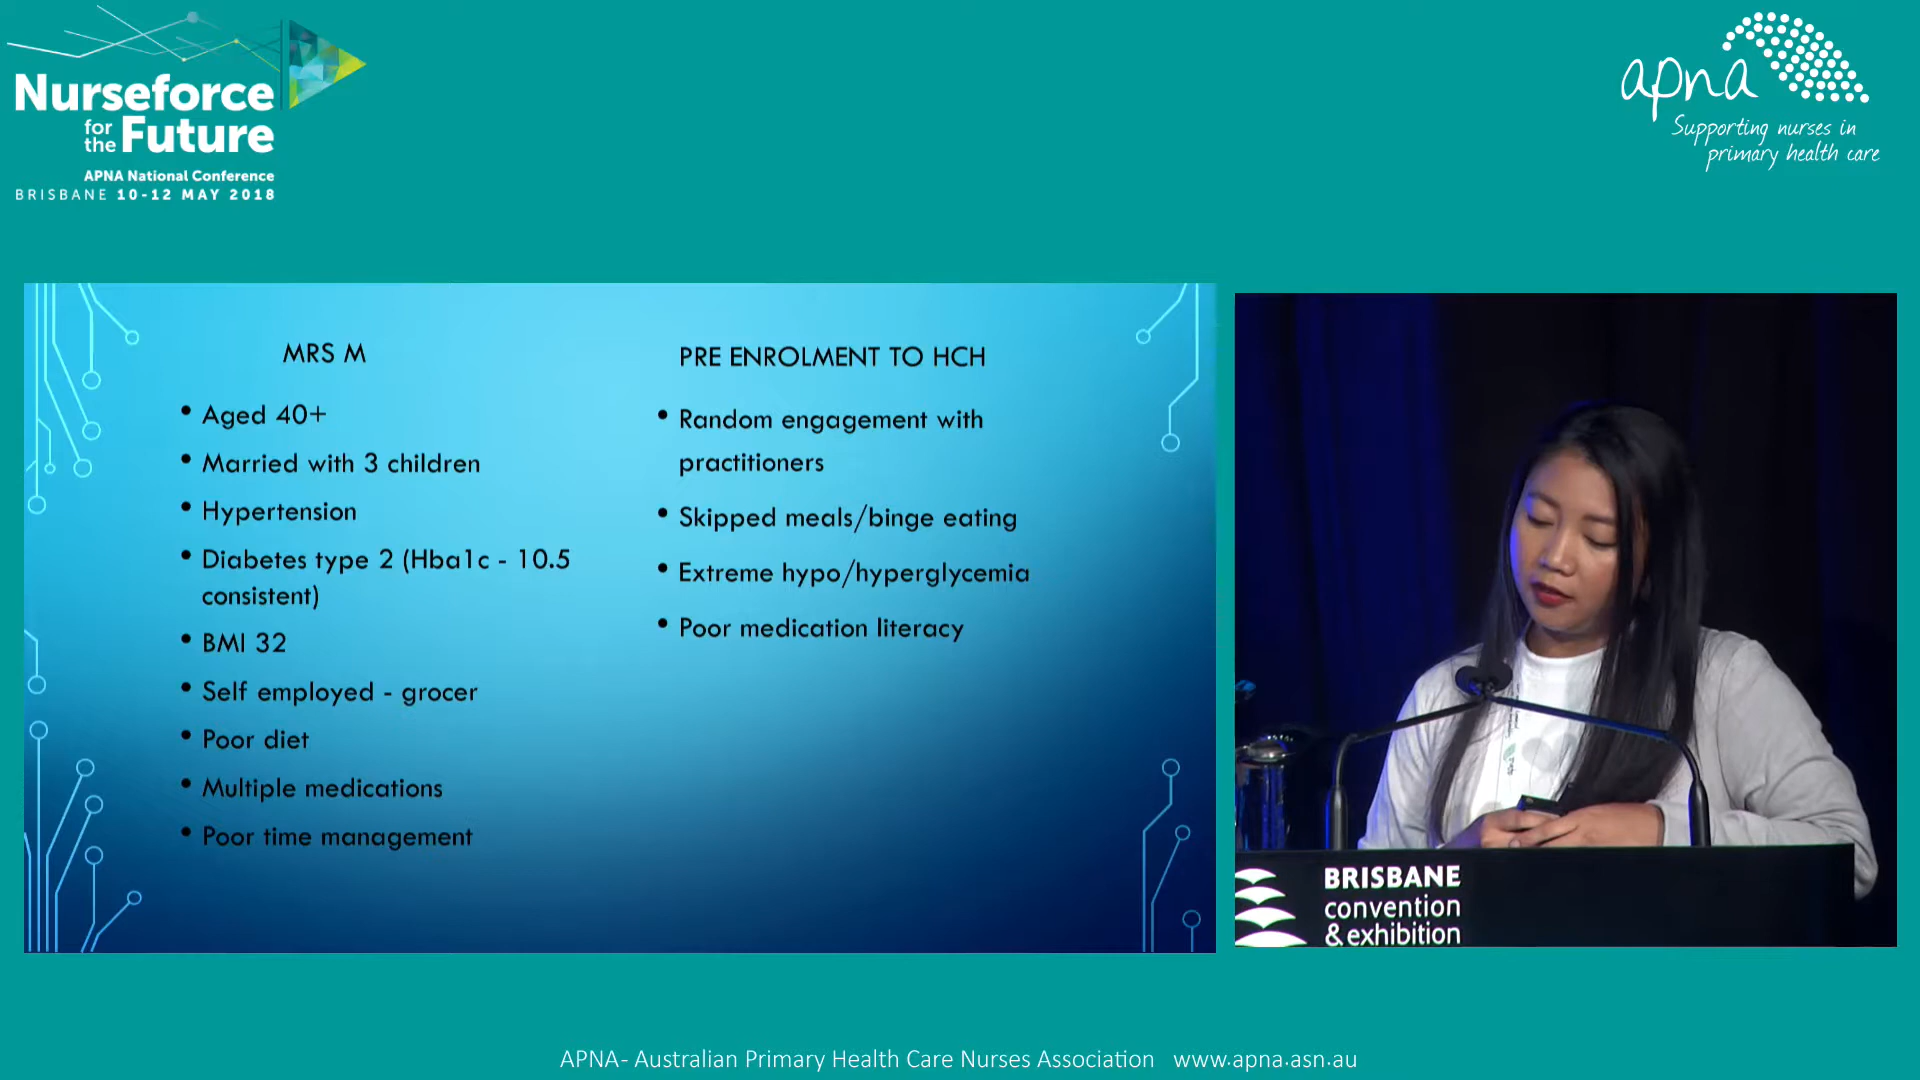 Nurseforce
for
the Future
APNA National Conference
BRISBANE 10-12 MAY 2018
apna
Supporting nurses in
primary health care
MRS M
• Aged 40+
• Married with 3 children
• Hypertension
• Diabetes type 2 (Hba1c - 10.5
consistent)
• BMI 32
• Self employed - grocer
• Poor diet
• Multiple medications
• Poor time management
PRE ENROLMENT TO HCH
• Random engagement with
practitioners
• Skipped meals/binge eating
• Extreme hypo/hyperglycemia
• Poor medication literacy
BRISBANE
convention
& exhibition
APNA- Australian Primary Health Care Nurses Association www.apna.asn.au